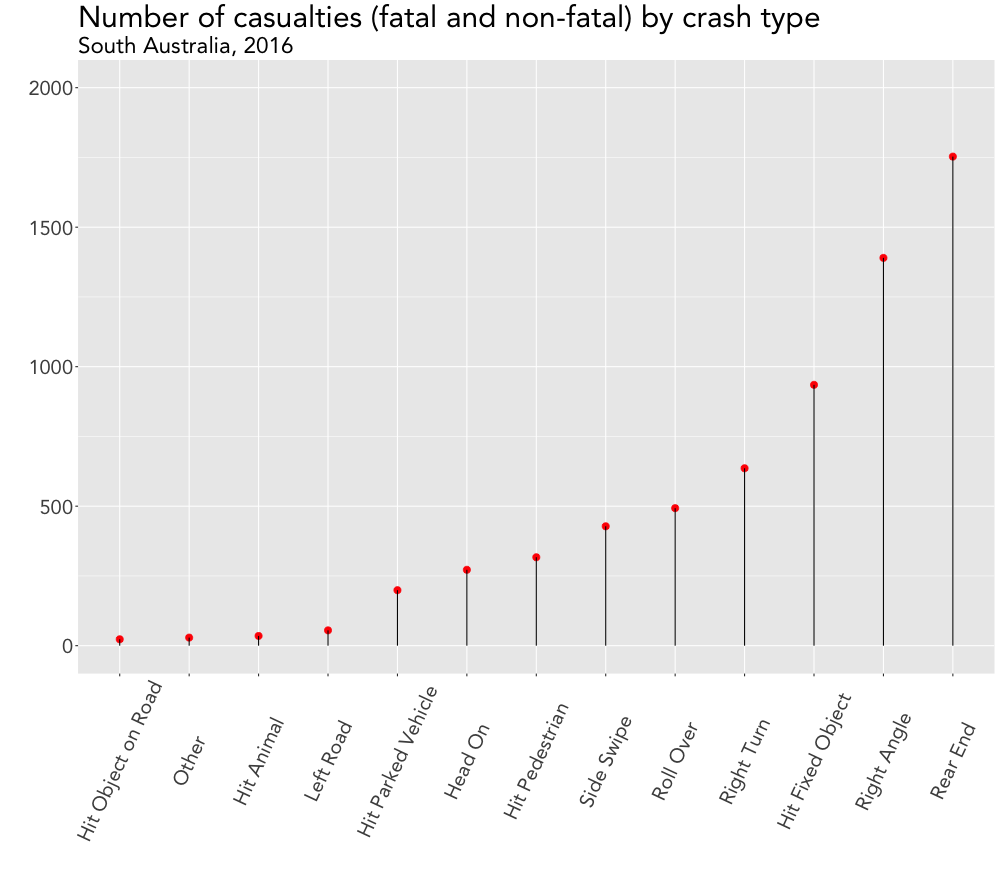 Number of casualties (fatal and non-fatal) by crash type
South Australia, 2016
2000
1500
1000
500
0
Hit Object on Road
Other
Hit Animal
Left Road
Hit Parked Vehicle
Head On
Hit Pedestrian
Side Swipe
Roll Over
Right Turn
Hit Fixed Object
Right Angle
Rear End